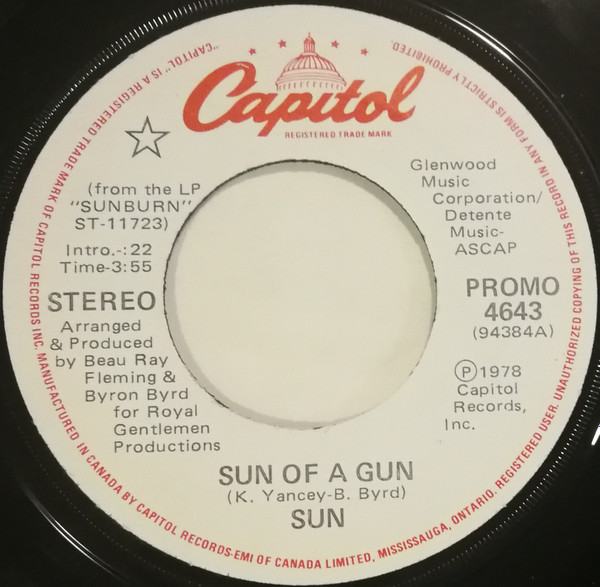 Capitol
REGISTERED TRADE MARK
(from the LP
"SUNBURN"
ST-11723)
Intro.-:22
Time-3:55
STEREO
Arranged
& Produced
by Beau Ray
Fleming &
Byron Byrd
for Royal
Gentlemen
Productions
Glenwood
Music
Corporation/
Detente
Music-
ASCAP
PROMO
4643
(94384A)
Ⓟ1978
Capitol
Records,
Inc.
SUN OF A GUN
(K. Yancey-B. Byrd)
SUN
"CAPITOL" IS A REGISTERED TRADE MARK OF CAPITOL RECORDS INC. MANUFACTURED IN CANADA BY CAPITOL RECORDS-EMI OF CANADA LIMITED, MISSISSAUGA, ONTARIO. REGISTERED USER. UNAUTHORIZED COPYING OF THIS RECORD IN ANY FORM IS STRICTLY PROHIBITED.